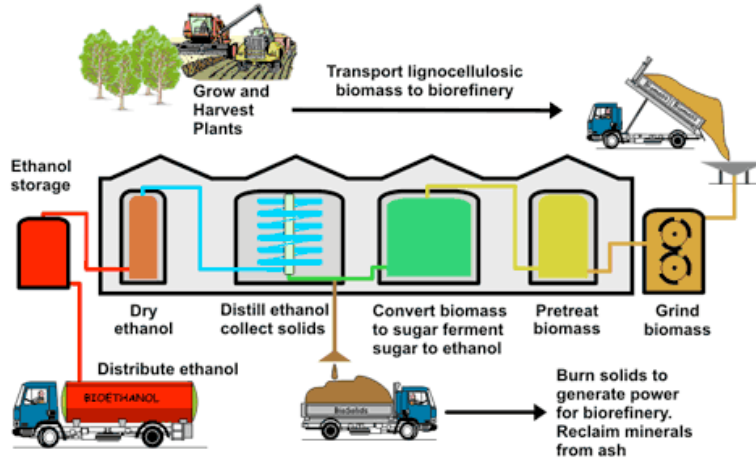 Grow and
Harvest
Plants
Transport lignocellulosic
biomass to biorefinery
Biomass Biomass
Ethanol
storage
Dry
ethanol
Distill ethanol
collect solids
Convert biomass
to sugar ferment
sugar to ethanol
Pretreat
biomass
Grind
biomass
Distribute ethanol
BIOETHANOL
BioSolids
Burn solids to
generate power
for biorefinery.
Reclaim minerals
from ash